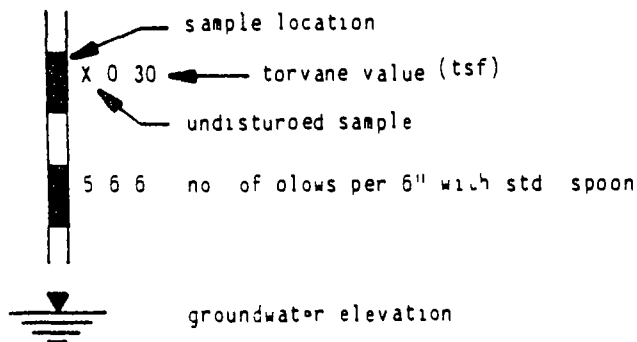 sample location
X 0 30 torvane value (tsf)
undisturoed sample
5 6 6 no of olows per 6" with std spoon
groundwater elevation